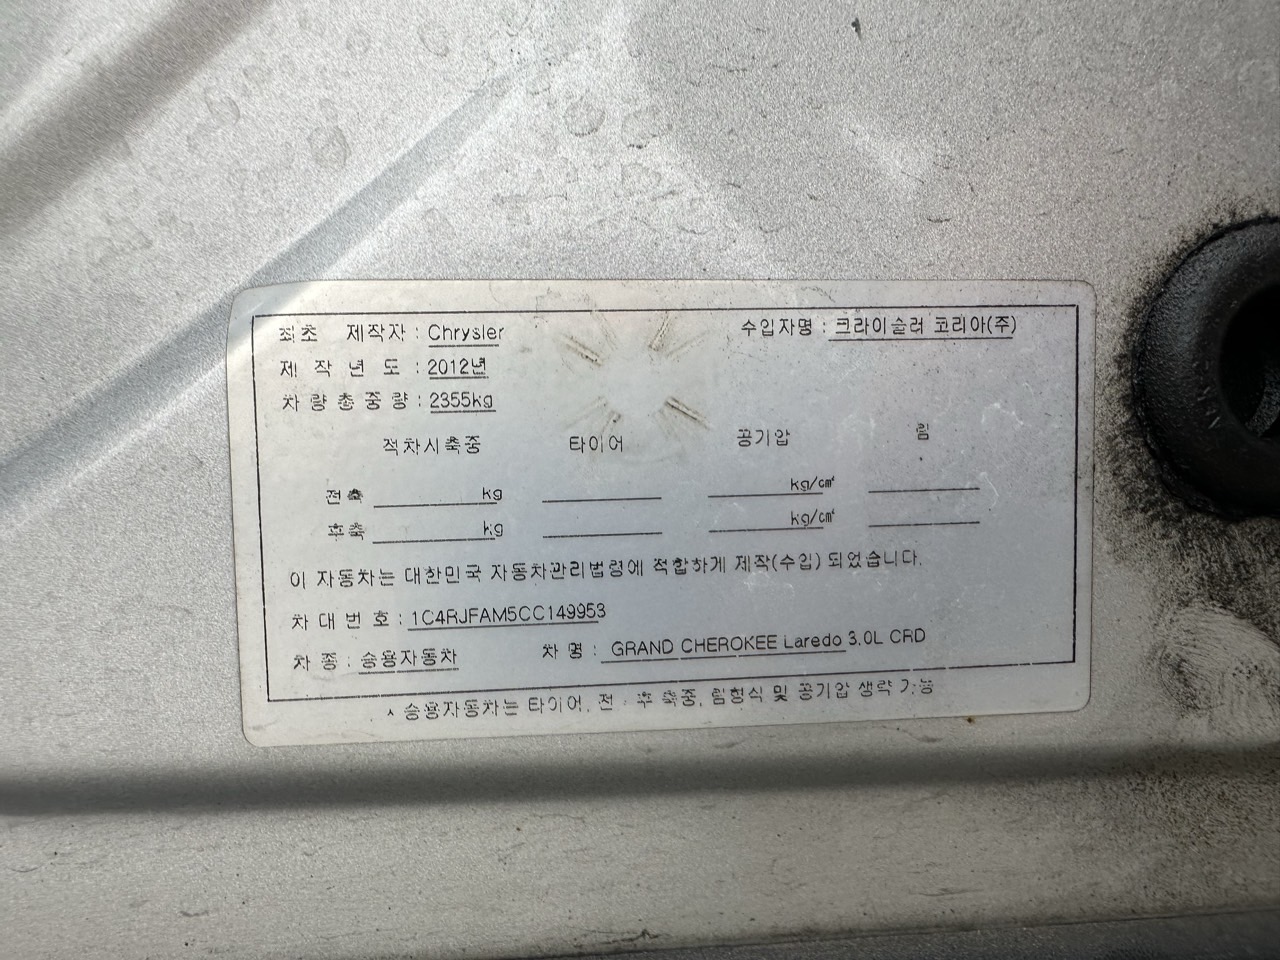 최초 제작자 : Chrysler 수입자명 : 크라이슬러 코리아(주)
제 작 년 도 : 2012년
차 량 총 중 량 : 2355kg
적차시축중 타이어 공기압 림
전축 kg kg/cm²
후축 kg kg/cm²
이 자동차는 대한민국 자동차관리법령에 적합하게 제작(수입) 되었습니다.
차 대 번 호 : 1C4RJFAM5CC149953
차 종 : 승용자동차 차 명 : GRAND CHEROKEE Laredo 3.0L CRD
* 승용자동차는 타이어, 전 · 후 축중, 림형식 및 공기압 생략 가능